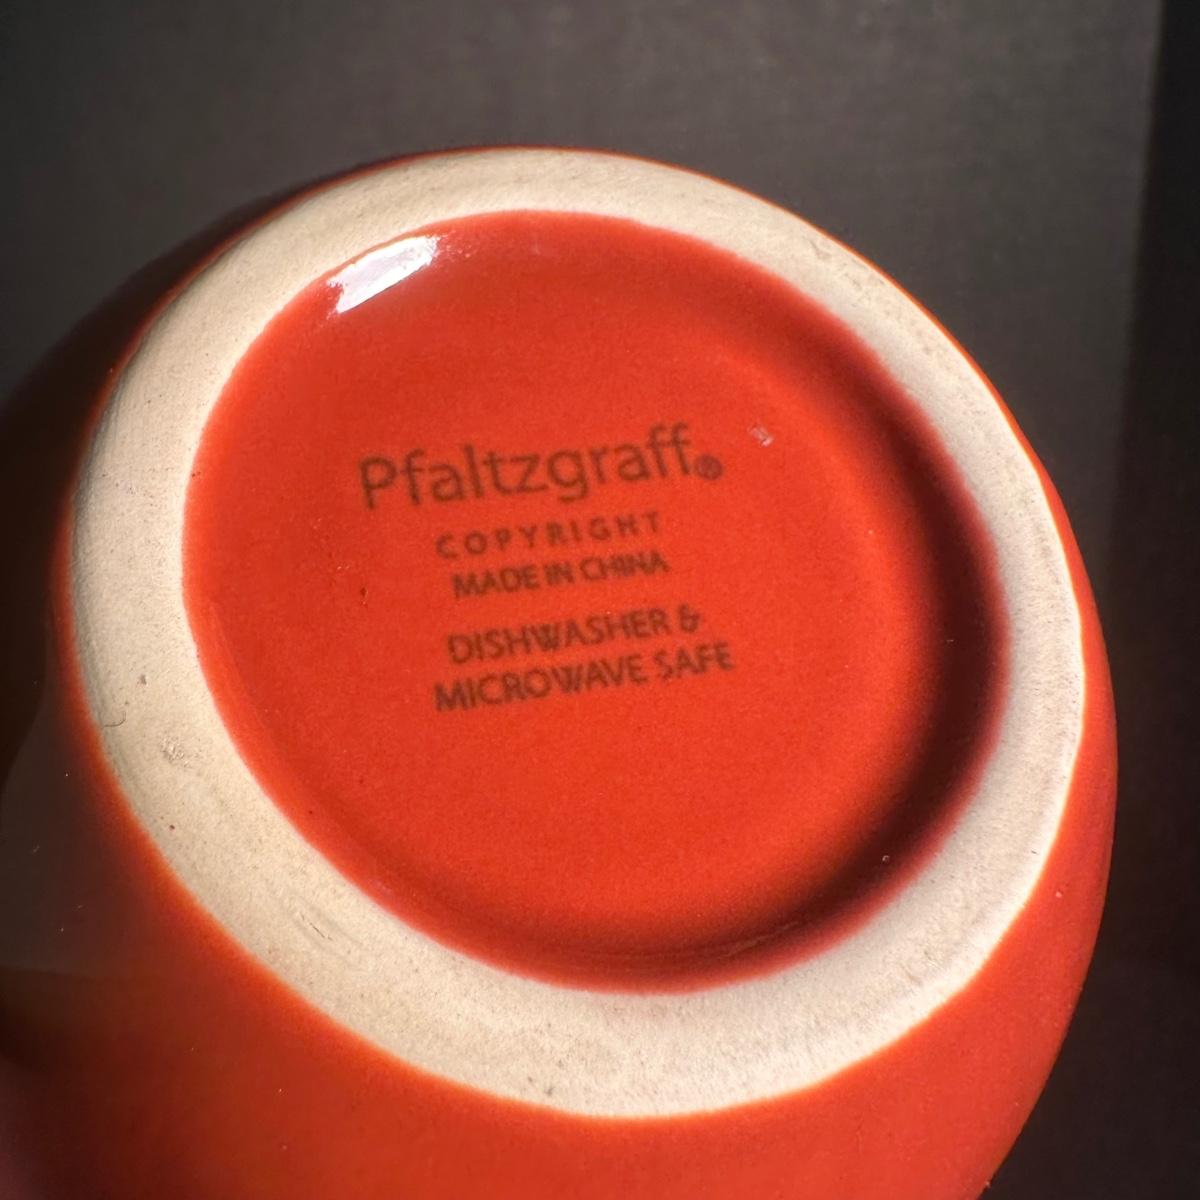 Pfaltzgraff®
COPYRIGHT
MADE IN CHINA
DISHWASHER &
MICROWAVE SAFE